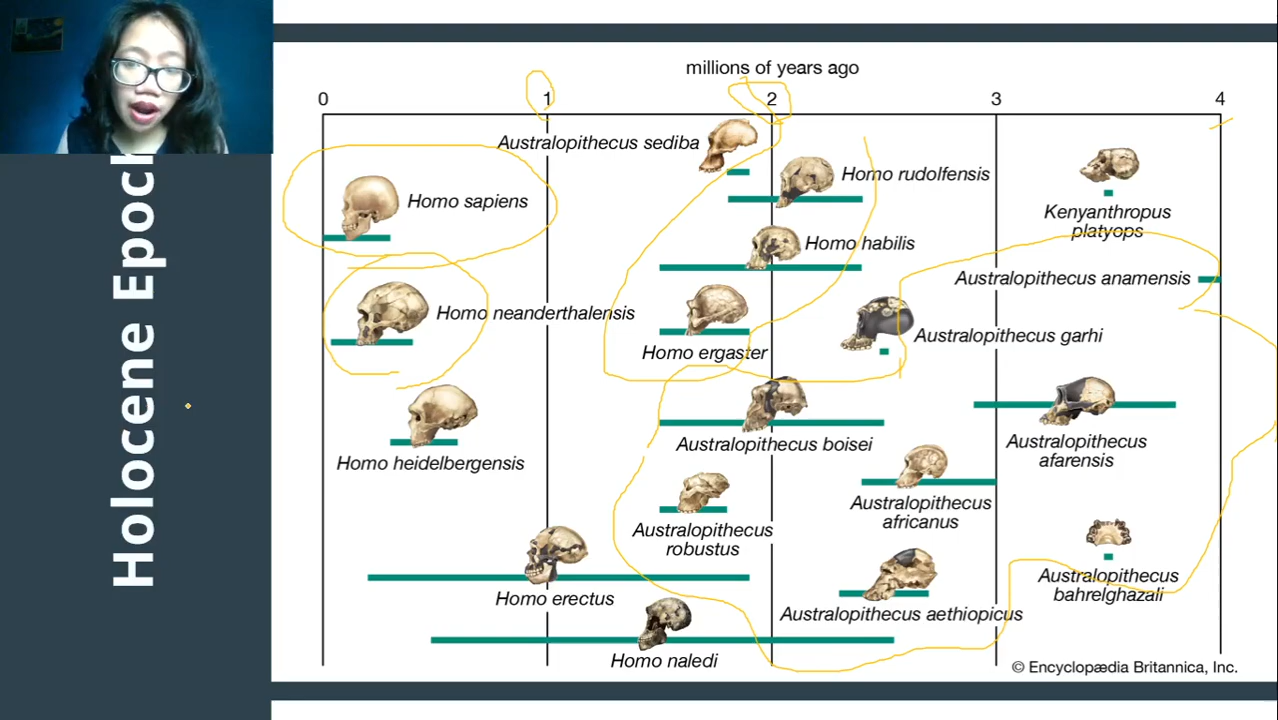 Holocene Epoch
millions of years ago
0 1 2 3 4
Australopithecus sediba
Homo rudolfensis
Kenyanthropus
platyops
Homo sapiens
Homo habilis
Australopithecus anamensis
Homo neanderthalensis
Homo ergaster
Australopithecus garhi
Australopithecus boisei
Australopithecus
afarensis
Homo heidelbergensis
Australopithecus
africanus
Australopithecus
robustus
Australopithecus
bahrelghazali
Homo erectus
Australopithecus aethiopicus
Homo naledi
© Encyclopædia Britannica, Inc.